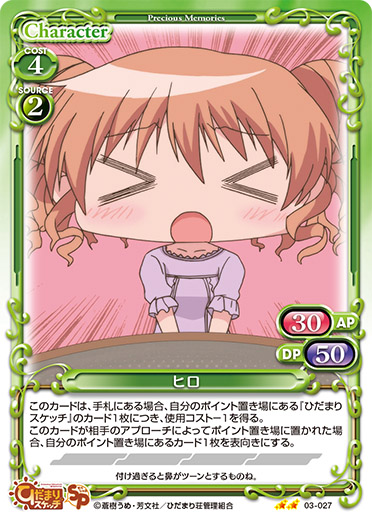 Precious Memories
Character
COST
4
SOURCE
2
30 AP
DP 50
ヒロ
このカードは、手札にある場合、自分のポイント置き場にある「ひだまり
スケッチ」のカード1枚につき、使用コスト－1を得る。
このカードが相手のアプローチによってポイント置き場に置かれた場
合、自分のポイント置き場にあるカード1枚を表向きにする。
付け過ぎると鼻がツーンとするものね。
ひだまり
スケッチ
SP
©蒼樹うめ・芳文社／ひだまり荘管理組合
03-027